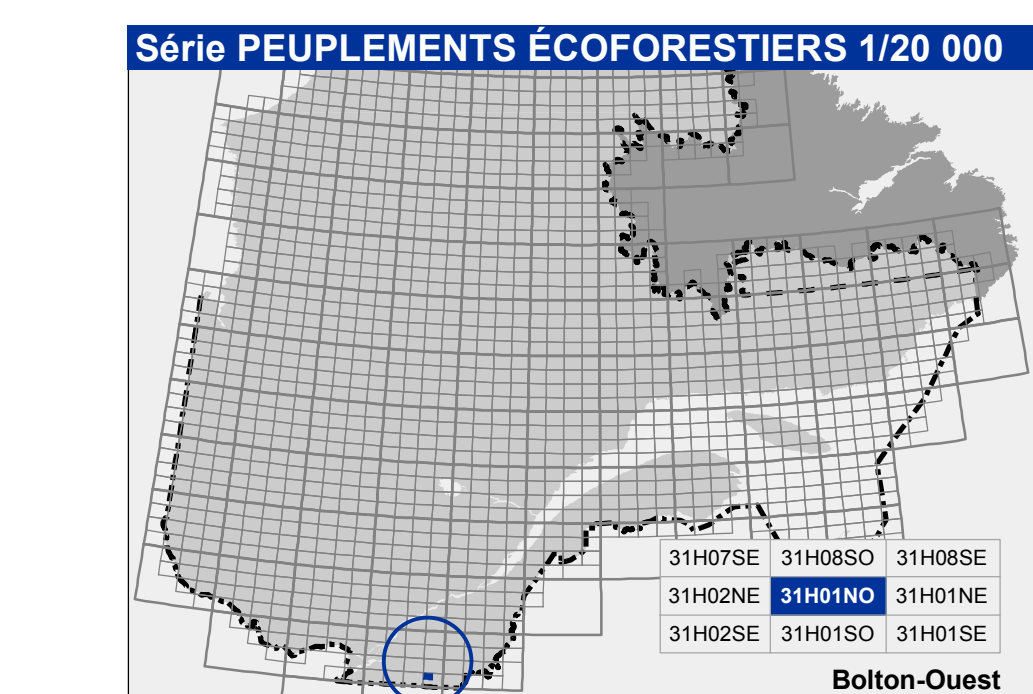 Série PEUPLEMENTS ÉCOFORESTIERS 1/20 000
31H07SE 31H08SO 31H08SE
31H02NE 31H01NO 31H01NE
31H02SE 31H01SO 31H01SE
Bolton-Ouest